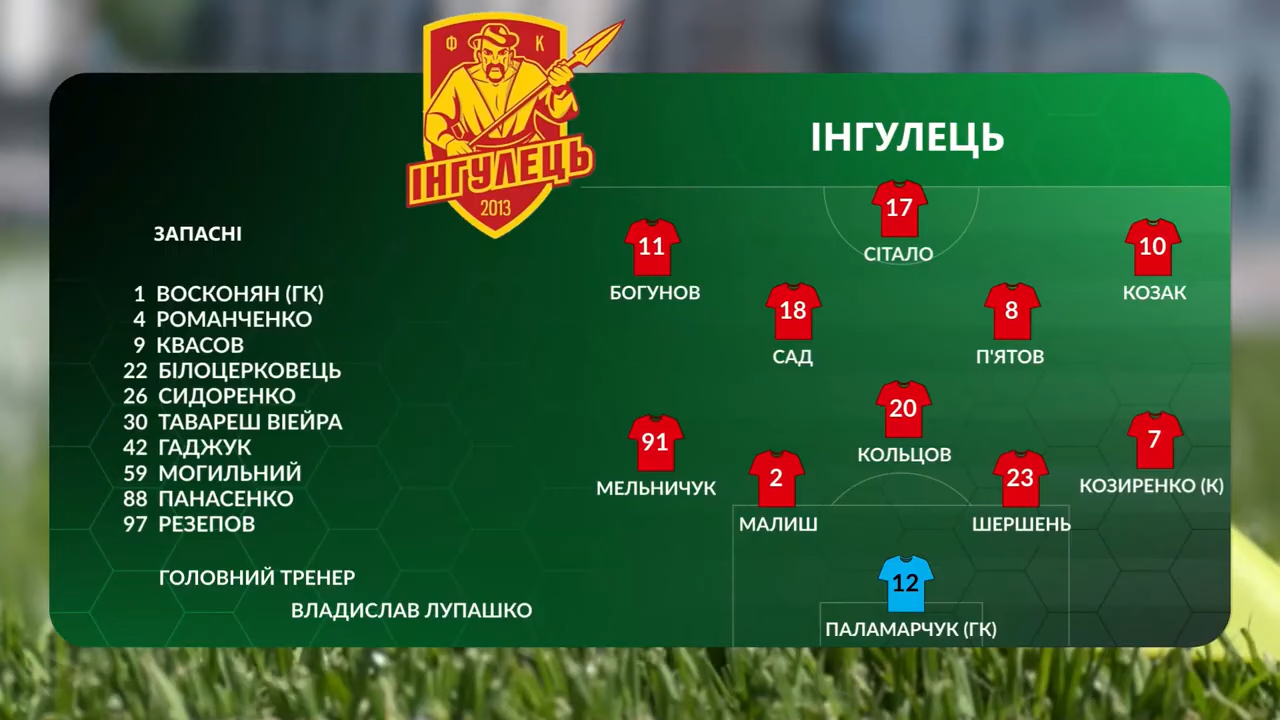 Ф К
ІНГУЛЕЦЬ
2013
ЗАПАСНІ
1 ВОСКОНЯН (ГК)
4 РОМАНЧЕНКО
9 КВАСОВ
22 БІЛОЦЕРКОВЕЦЬ
26 СИДОРЕНКО
30 ТАВАРЕШ ВІЕЙРА
42 ГАДЖУК
59 МОГИЛЬНИЙ
88 ПАНАСЕНКО
97 РЕЗЕПОВ
ГОЛОВНИЙ ТРЕНЕР
ВЛАДИСЛАВ ЛУПАШКО
ІНГУЛЕЦЬ
17
СІТАЛО
11
БОГУНОВ
10
КОЗАК
18
САД
8
П'ЯТОВ
20
КОЛЬЦОВ
91
МЕЛЬНИЧУК
7
КОЗИРЕНКО (К)
2
МАЛИШ
23
ШЕРШЕНЬ
12
ПАЛАМАРЧУК (ГК)